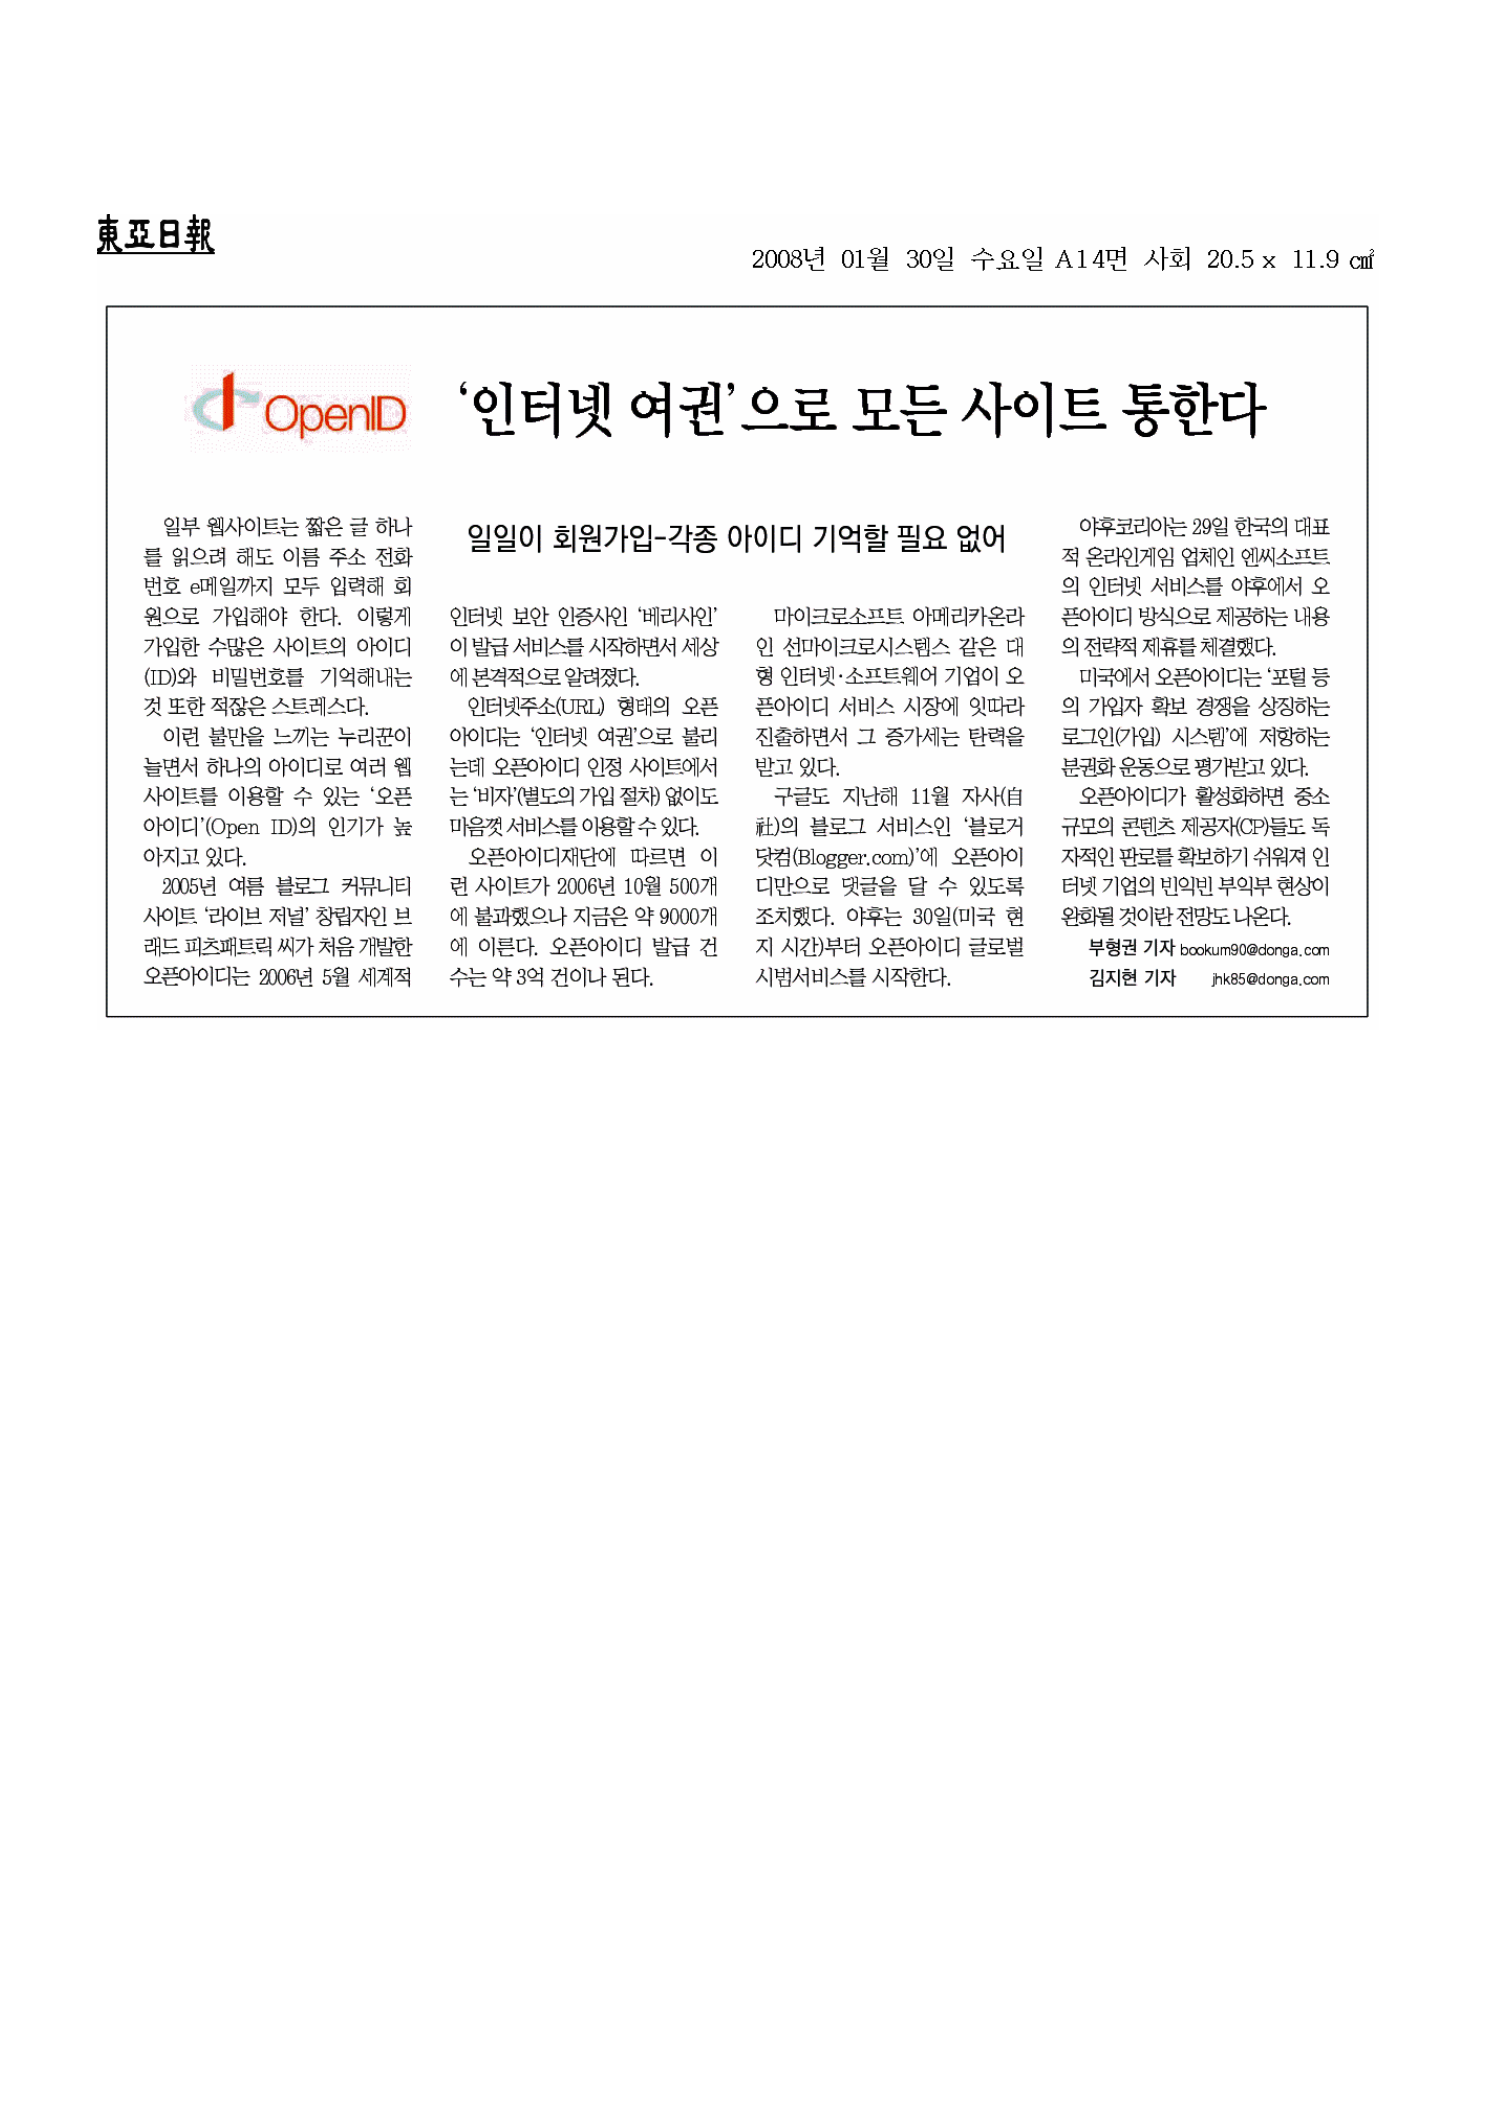 東亞日報
2008년 01월 30일 수요일 A14면 사회 20.5 x 11.9 ㎠
OpenID
‘인터넷 여권’으로 모든 사이트 통한다
일부 웹사이트는 짧은 글 하나
를 읽으려 해도 이름 주소 전화
번호 e메일까지 모두 입력해 회
원으로 가입해야 한다. 이렇게
가입한 수많은 사이트의 아이디
(ID)와 비밀번호를 기억해내는
것 또한 적잖은 스트레스다.
이런 불만을 느끼는 누리꾼이
늘면서 하나의 아이디로 여러 웹
사이트를 이용할 수 있는 ‘오픈
아이디’(Open ID)의 인기가 높
아지고 있다.
2005년 여름 블로그 커뮤니티
사이트 ‘라이브 저널’ 창립자인 브
래드 피츠패트릭 씨가 처음 개발한
오픈아이디는 2006년 5월 세계적
일일이 회원가입-각종 아이디 기억할 필요 없어
인터넷 보안 인증사인 ‘베리사인’
이 발급 서비스를 시작하면서 세상
에 본격적으로 알려졌다.
인터넷주소(URL) 형태의 오픈
아이디는 ‘인터넷 여권’으로 불리
는데 오픈아이디 인정 사이트에서
는 ‘비자’(별도의 가입 절차) 없이도
마음껏 서비스를 이용할 수 있다.
오픈아이디재단에 따르면 이
런 사이트가 2006년 10월 500개
에 불과했으나 지금은 약 9000개
에 이른다. 오픈아이디 발급 건
수는 약 3억 건이나 된다.
마이크로소프트 아메리카온라
인 선마이크로시스템스 같은 대
형 인터넷·소프트웨어 기업이 오
픈아이디 서비스 시장에 잇따라
진출하면서 그 증가세는 탄력을
받고 있다.
구글도 지난해 11월 자사(自
社)의 블로그 서비스인 ‘블로거
닷컴(Blogger.com)’에 오픈아이
디만으로 댓글을 달 수 있도록
조치했다. 야후는 30일(미국 현
지 시간)부터 오픈아이디 글로벌
시범서비스를 시작한다.
야후코리아는 29일 한국의 대표
적 온라인게임 업체인 엔씨소프트
의 인터넷 서비스를 야후에서 오
픈아이디 방식으로 제공하는 내용
의 전략적 제휴를 체결했다.
미국에서 오픈아이디는 ‘포털 등
의 가입자 확보 경쟁을 상징하는
로그인(가입) 시스템’에 저항하는
분권화 운동으로 평가받고 있다.
오픈아이디가 활성화하면 중소
규모의 콘텐츠 제공자(CP)들도 독
자적인 판로를 확보하기 쉬워져 인
터넷 기업의 빈익빈 부익부 현상이
완화될 것이란 전망도 나온다.
부형권 기자 bookum90@donga.com
김지현 기자 jhk85@donga.com